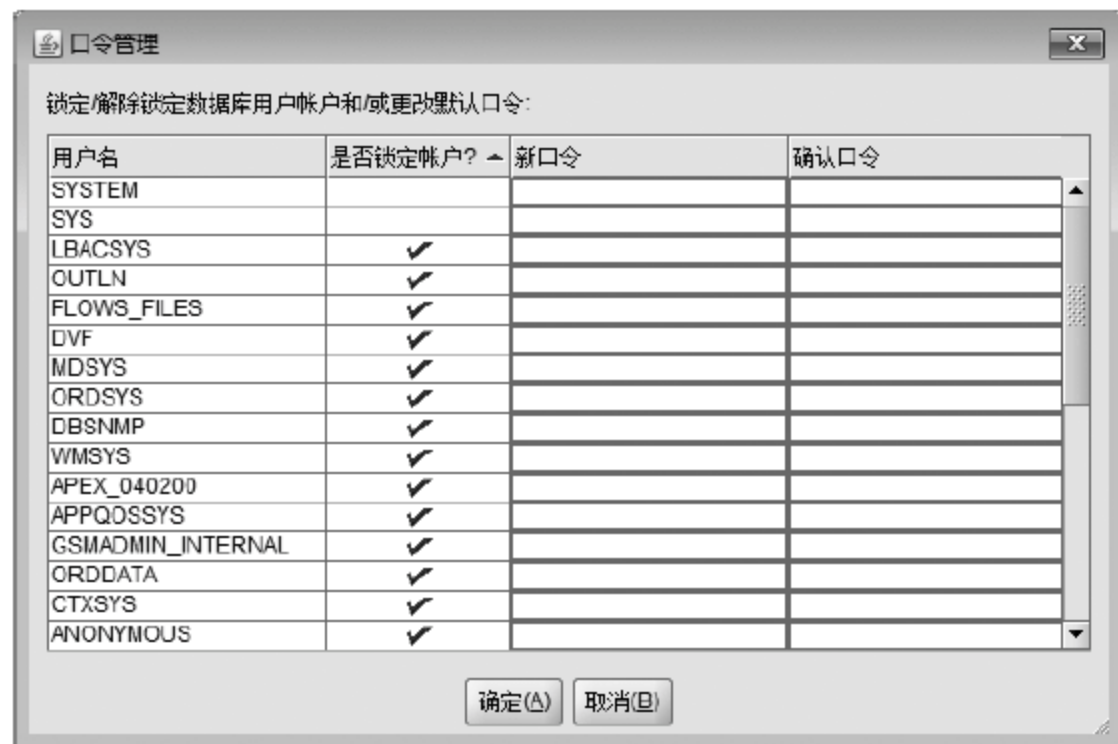 口令管理
锁定/解除锁定数据库用户帐户和/或更改默认口令:
用户名 是否锁定帐户? 新口令 确认口令
SYSTEM
SYS
LBACSYS ✔
OUTLN ✔
FLOWS_FILES ✔
DVF ✔
MDSYS ✔
ORDSYS ✔
DBSNMP ✔
WMSYS ✔
APEX_040200 ✔
APPQOSSYS ✔
GSMADMIN_INTERNAL ✔
ORDDATA ✔
CTXSYS ✔
ANONYMOUS ✔
确定(A) 取消(B)